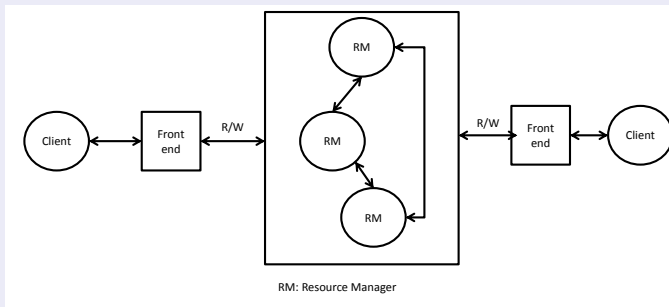 RM
Client
Front
end
R/W
RM
R/W
Front
end
Client
RM
RM: Resource Manager